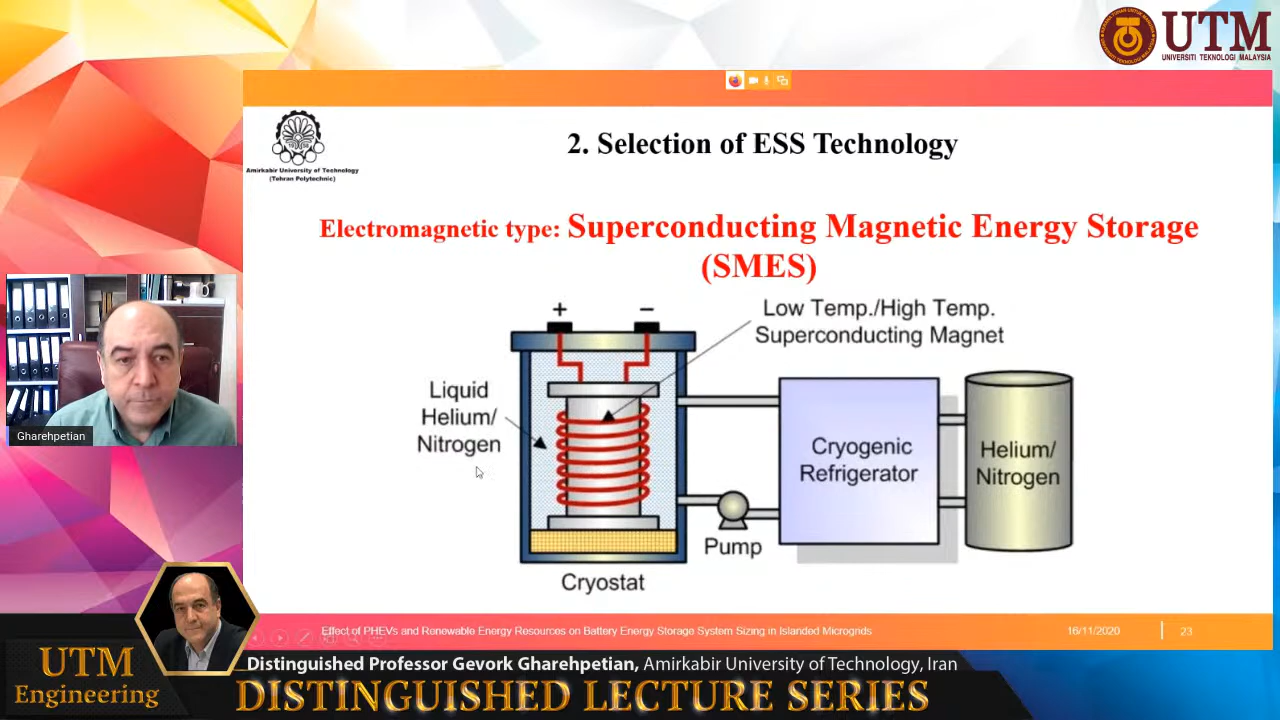 UTM
UNIVERSITI TEKNOLOGI MALAYSIA
Amirkabir University of Technology
(Tehran Polytechnic)
2. Selection of ESS Technology
Electromagnetic type: Superconducting Magnetic Energy Storage
(SMES)
+ −
Low Temp./High Temp.
Superconducting Magnet
Liquid
Helium/
Nitrogen
Cryogenic
Refrigerator
Helium/
Nitrogen
Pump
Cryostat
Gharehpetian
Effect of PHEVs and Renewable Energy Resources on Battery Energy Storage System Sizing in Islanded Microgrids
16/11/2020
23
UTM
Engineering
Distinguished Professor Gevork Gharehpetian, Amirkabir University of Technology, Iran
DISTINGUISHED LECTURE SERIES